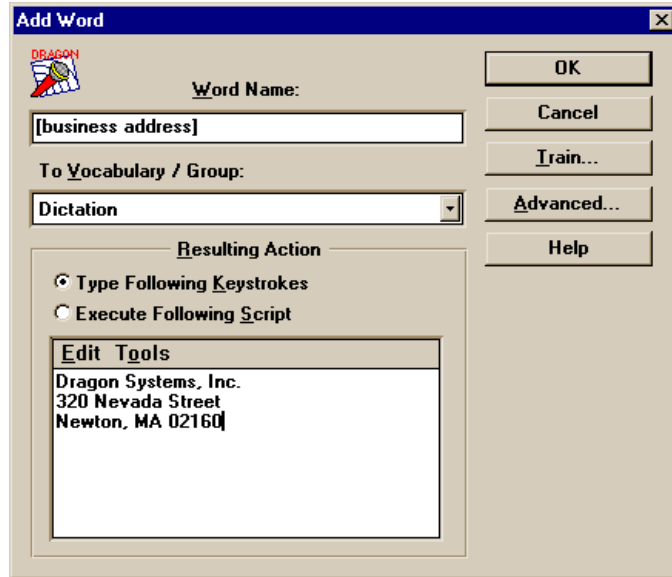 Add Word
DRAGON
Word Name:
[business address]
To Vocabulary / Group:
Dictation
Resulting Action
Type Following Keystrokes
Execute Following Script
Edit Tools
Dragon Systems, Inc.
320 Nevada Street
Newton, MA 02160
OK
Cancel
Train...
Advanced...
Help